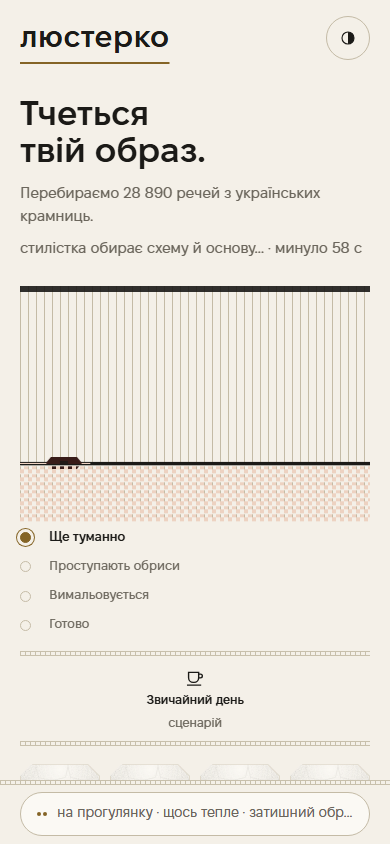 люстерко
Тчеться
твій образ.
Перебираємо 28 890 речей з українських
крамниць.
стилістка обирає схему й основу... · минуло 58 с
Ще туманно
Проступають обриси
Вимальовується
Готово
Звичайний день
сценарій
на прогулянку · щось тепле · затишний обр...